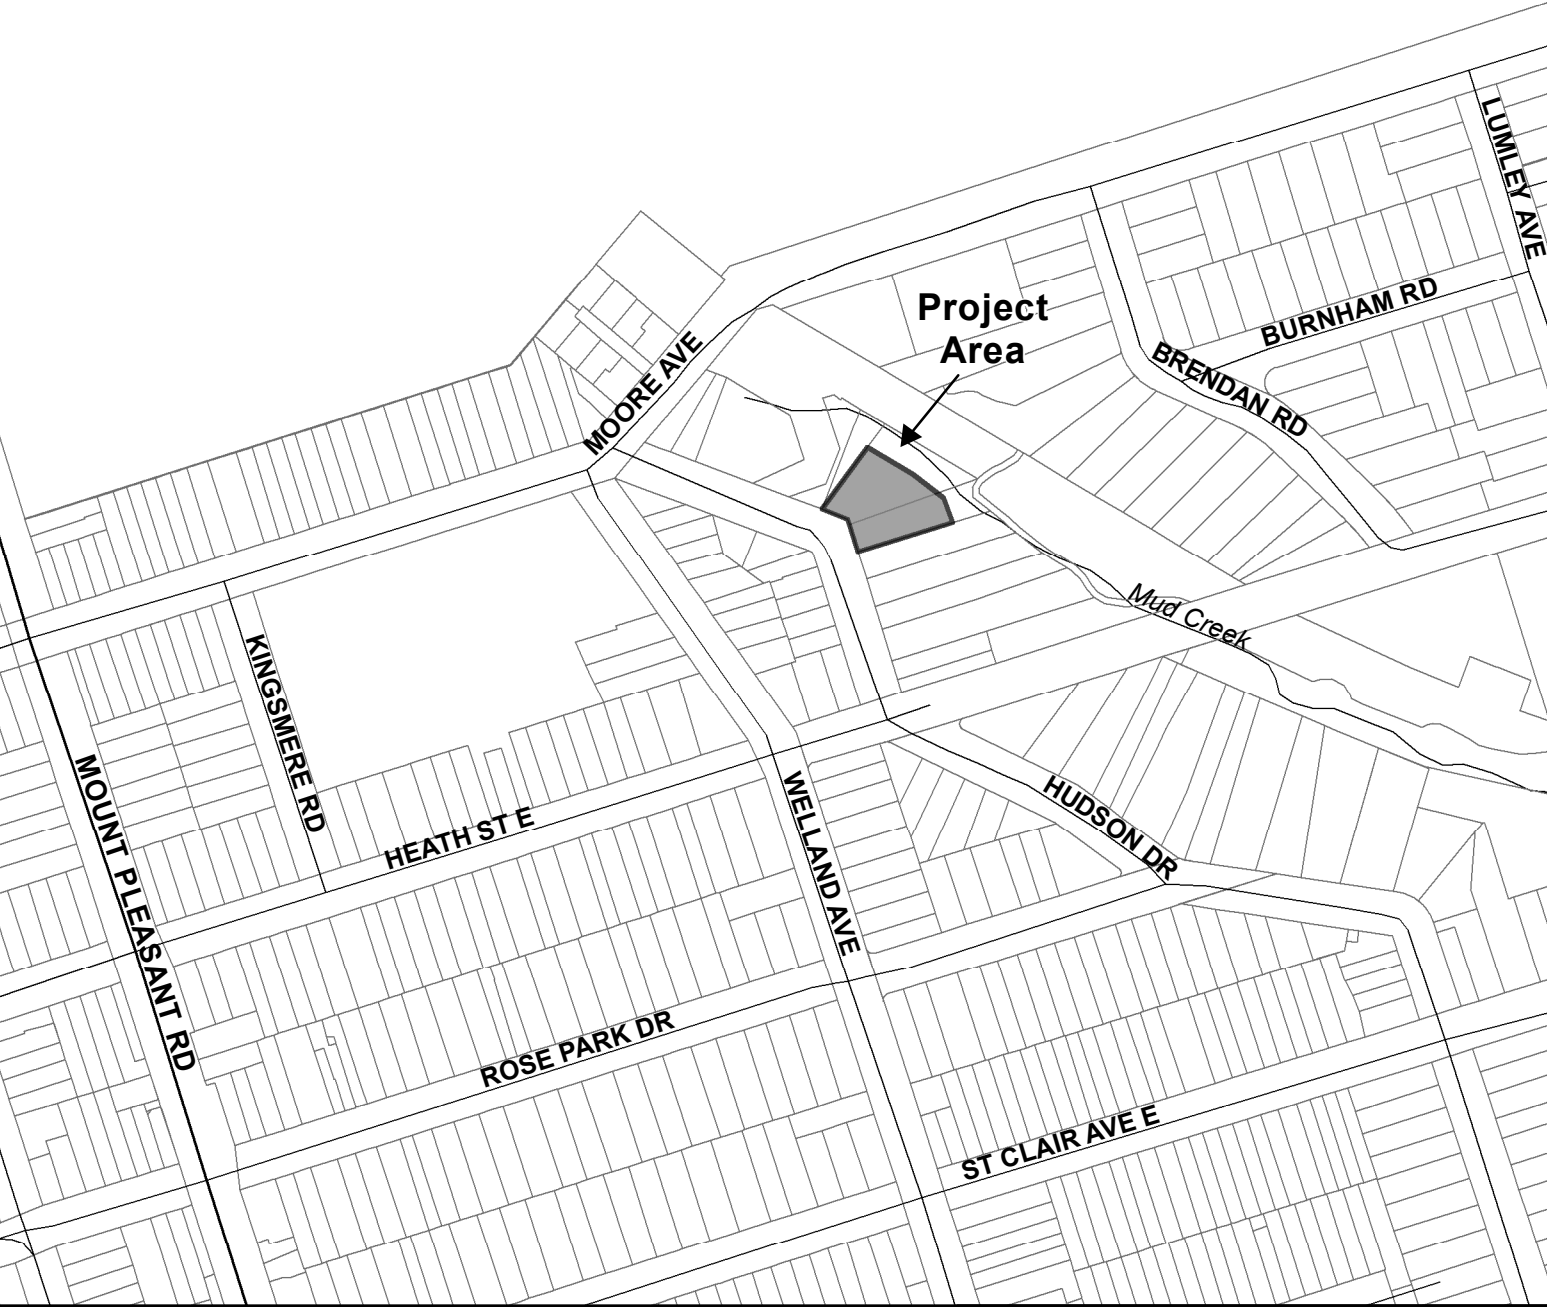 LUMLEY AVE
Project
Area
BURNHAM RD
MOORE AVE
BRENDAN RD
Mud Creek
KINGSMERE RD
MOUNT PLEASANT RD
HEATH ST E
WELLAND AVE
HUDSON DR
ROSE PARK DR
ST CLAIR AVE E